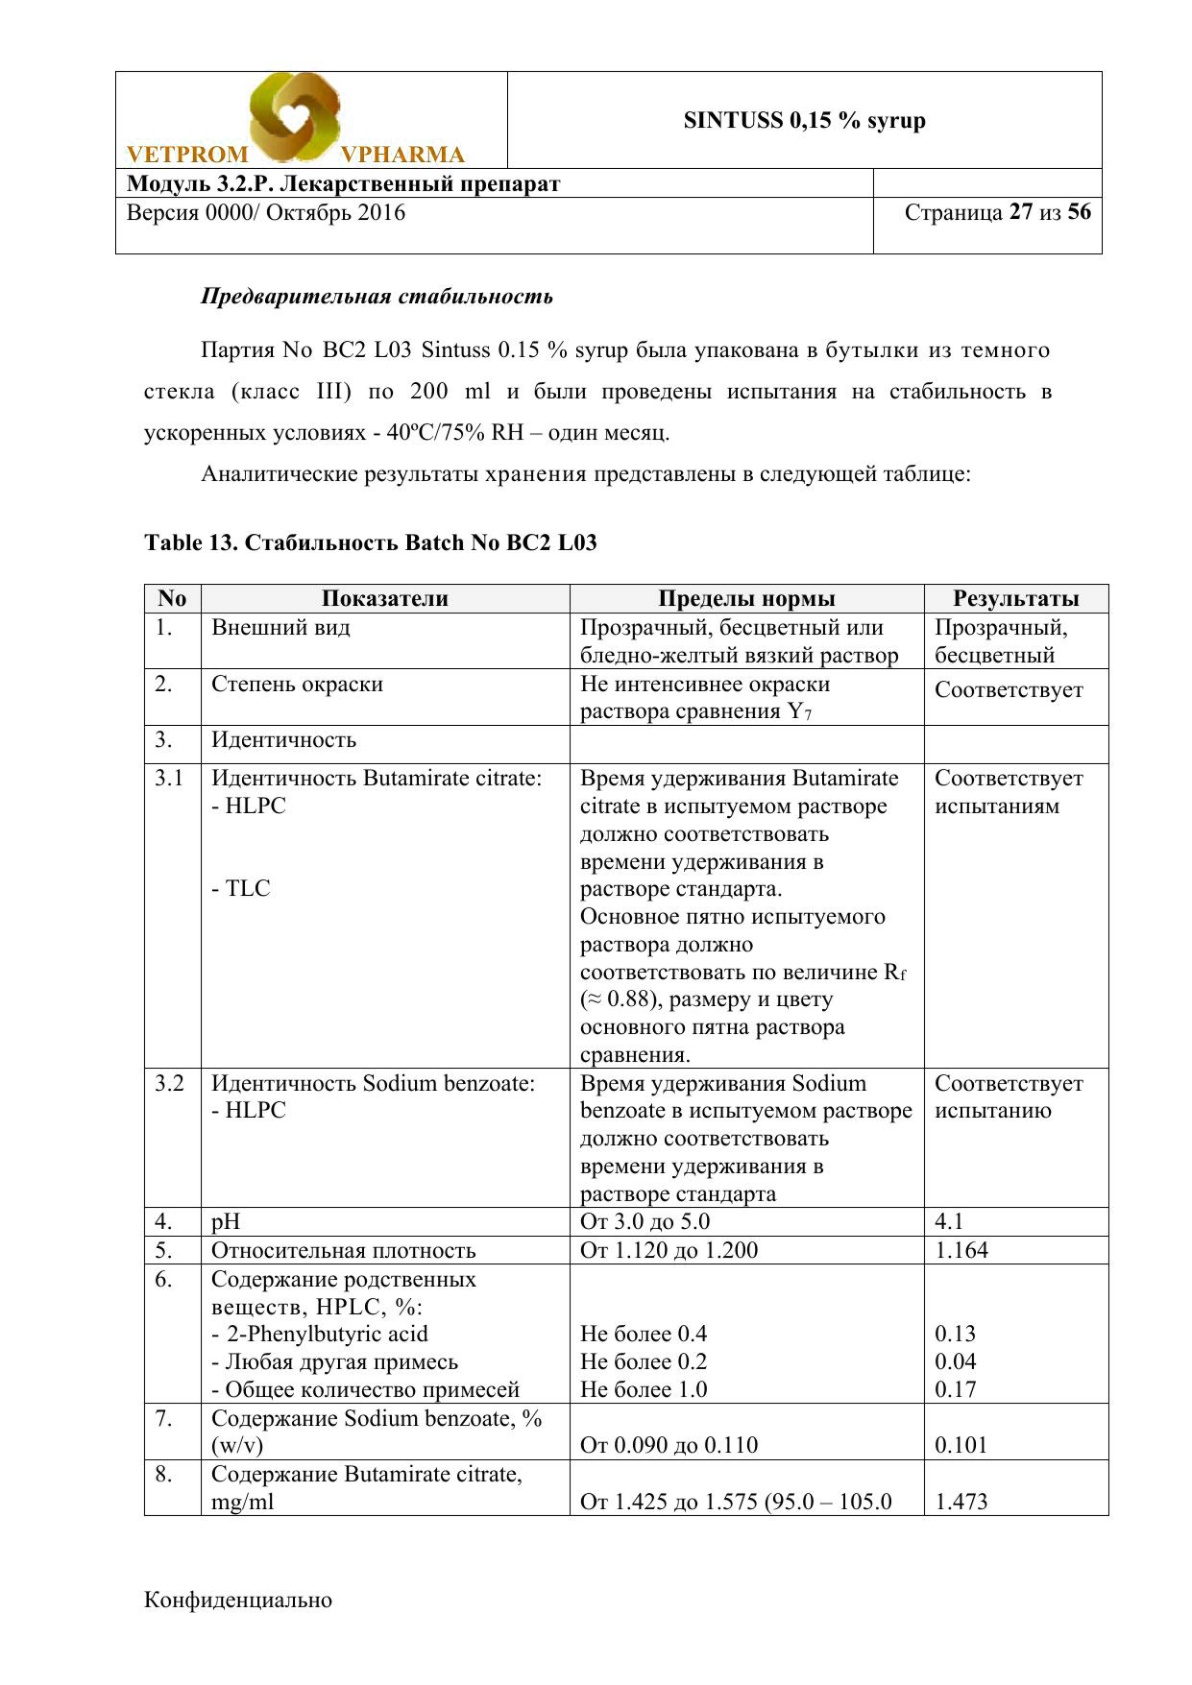 VETPROM VPHARMA
SINTUSS 0,15 % syrup
Модуль 3.2.P. Лекарственный препарат
Версия 0000/ Октябрь 2016
Страница 27 из 56
Предварительная стабильность
Партия No BC2 L03 Sintuss 0.15 % syrup была упакована в бутылки из темного
стекла (класс III) по 200 ml и были проведены испытания на стабильность в
ускоренных условиях - 40ºC/75% RH – один месяц.
Аналитические результаты хранения представлены в следующей таблице:
Table 13. Стабильность Batch No BC2 L03
No Показатели Пределы нормы Результаты
1. Внешний вид Прозрачный, бесцветный или Прозрачный,
бледно-желтый вязкий раствор бесцветный
2. Степень окраски Не интенсивнее окраски Соответствует
раствора сравнения Y7
3. Идентичность
3.1 Идентичность Butamirate citrate: Время удерживания Butamirate Соответствует
- HLPC citrate в испытуемом растворе испытаниям
должно соответствовать
времени удерживания в
- TLC растворе стандарта.
Основное пятно испытуемого
раствора должно
соответствовать по величине Rf
(≈ 0.88), размеру и цвету
основного пятна раствора
сравнения.
3.2 Идентичность Sodium benzoate: Время удерживания Sodium Соответствует
- HLPC benzoate в испытуемом растворе испытанию
должно соответствовать
времени удерживания в
растворе стандарта
4. pH От 3.0 до 5.0 4.1
5. Относительная плотность От 1.120 до 1.200 1.164
6. Содержание родственных
веществ, HPLC, %:
- 2-Phenylbutyric acid Не более 0.4 0.13
- Любая другая примесь Не более 0.2 0.04
- Общее количество примесей Не более 1.0 0.17
7. Содержание Sodium benzoate, %
(w/v) От 0.090 до 0.110 0.101
8. Содержание Butamirate citrate,
mg/ml От 1.425 до 1.575 (95.0 – 105.0 1.473
Конфиденциально